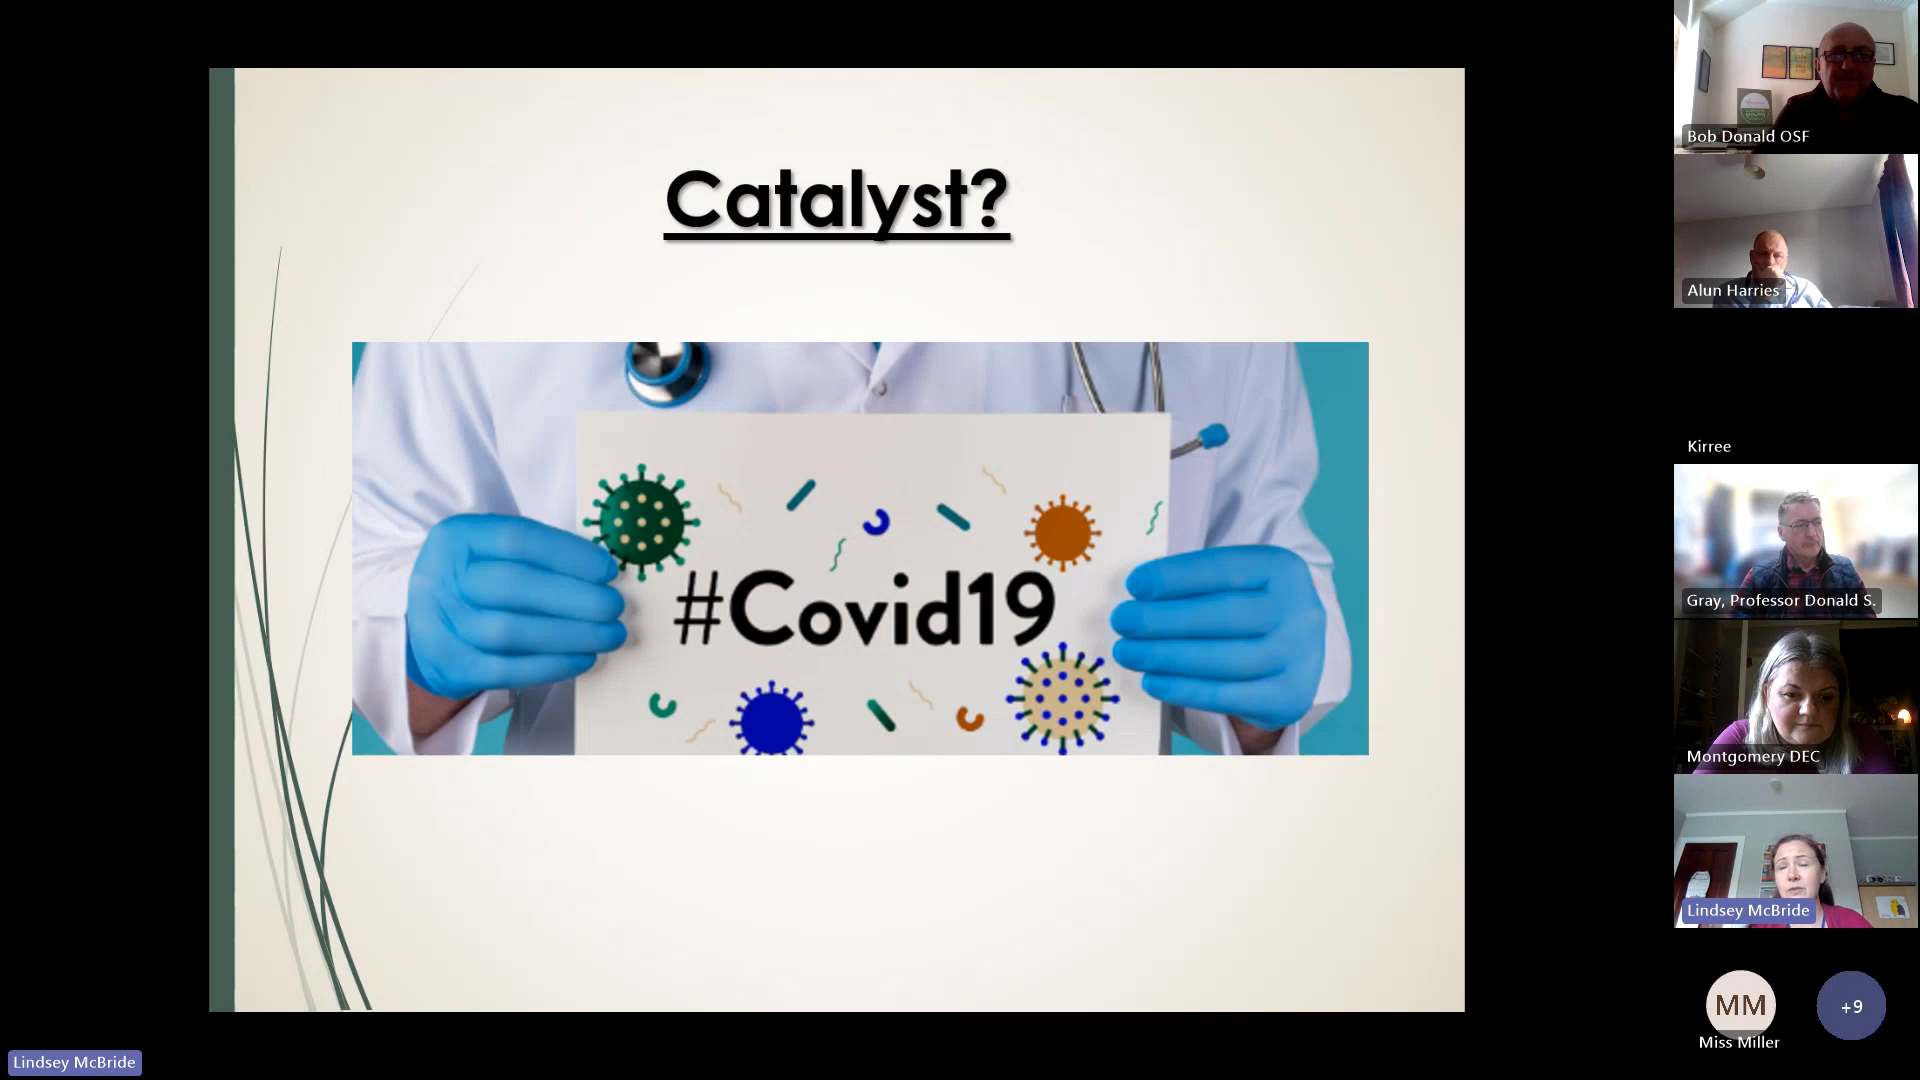 Catalyst?
#Covid19
Bob Donald OSF
Alun Harries
Kirree
Gray, Professor Donald S.
Montgomery DEC
Lindsey McBride
MM
+9
Miss Miller
Lindsey McBride